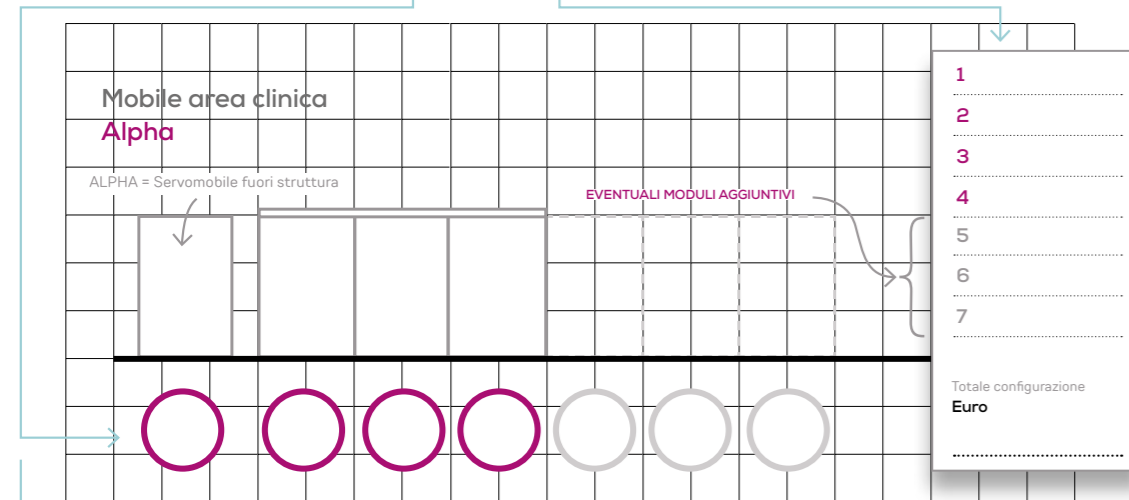 Mobile area clinica
Alpha
ALPHA = Servomobile fuori struttura
EVENTUALI MODULI AGGIUNTIVI
1
2
3
4
5
6
7
Totale configurazione
Euro